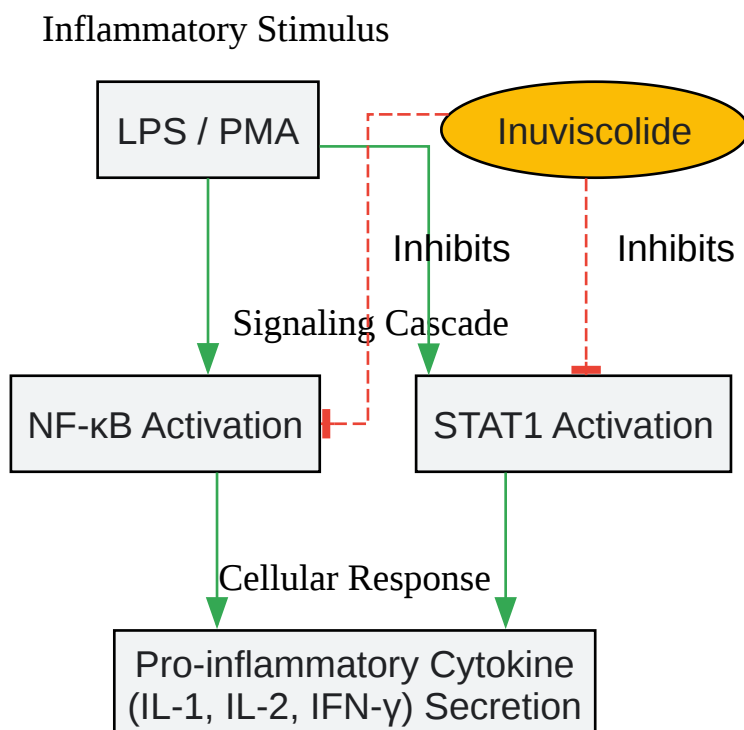 Inflammatory Stimulus
LPS / PMA
Inuviscolide
Inhibits
Inhibits
Signaling Cascade
NF-κB Activation
STAT1 Activation
Cellular Response
Pro-inflammatory Cytokine
(IL-1, IL-2, IFN-γ) Secretion